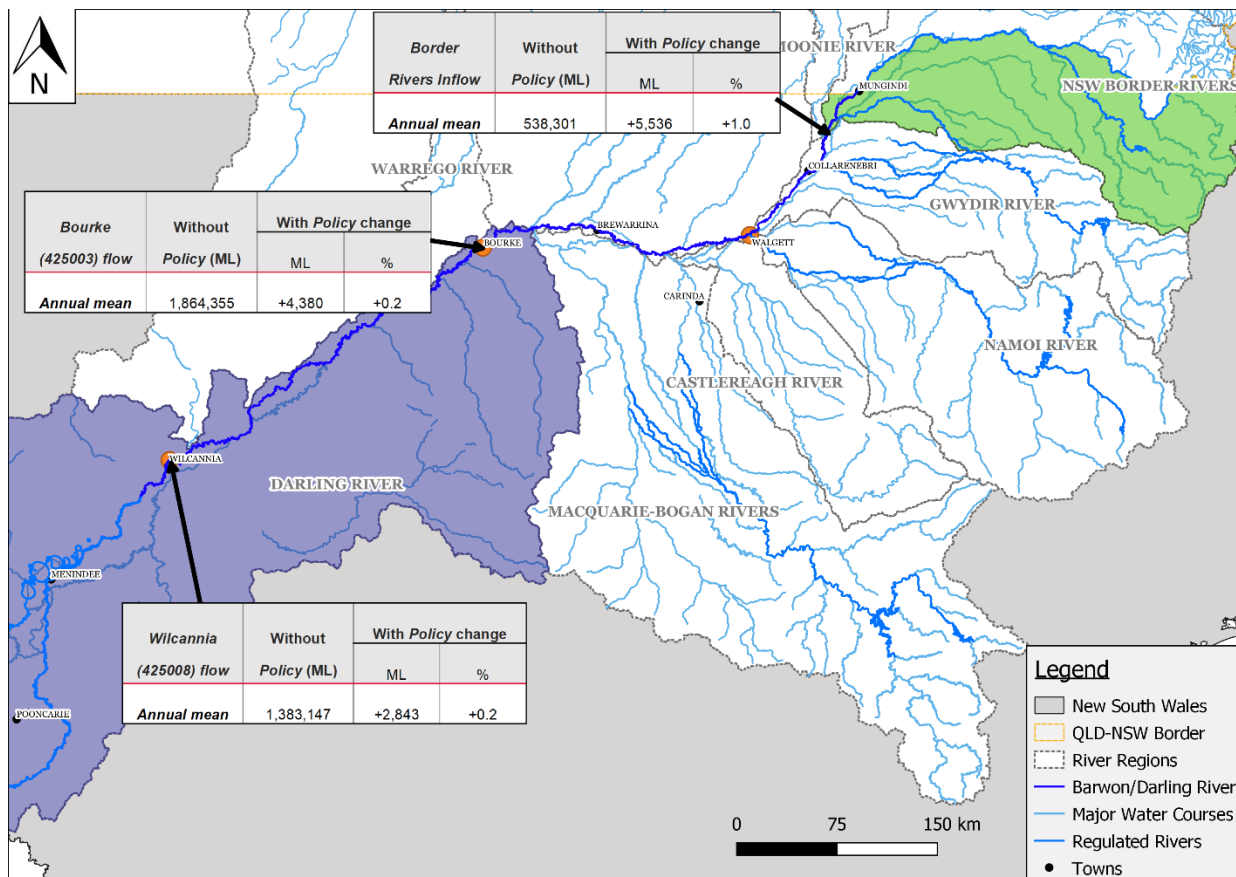 N
Border Without With Policy change
Rivers Inflow Policy (ML) ML %
Annual mean 538,301 +5,536 +1.0
MOONIE RIVER
MUNGINDI
NSW BORDER RIVERS
WARREGO RIVER
COLLARENEBRI
Bourke Without With Policy change
(425003) flow Policy (ML) ML %
Annual mean 1,864,355 +4,380 +0.2
GWYDIR RIVER
BREWARRINA
BOURKE
WALGETT
CARINDA
NAMOI RIVER
CASTLEREAGH RIVER
WILCANNIA
DARLING RIVER
MACQUARIE-BOGAN RIVERS
MENINDEE
Wilcannia Without With Policy change
(425008) flow Policy (ML) ML %
Annual mean 1,383,147 +2,843 +0.2
POONCARIE
Legend
New South Wales
QLD-NSW Border
River Regions
Barwon/Darling River
Major Water Courses
Regulated Rivers
Towns
0 75 150 km